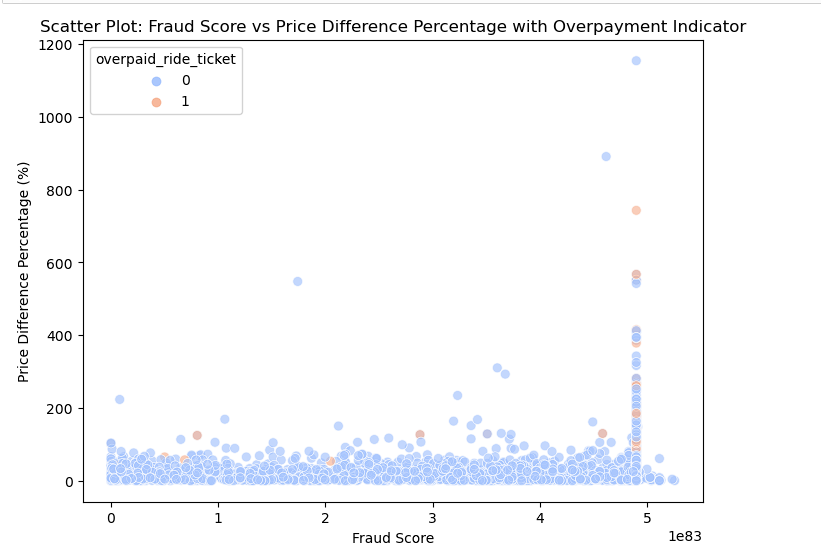 Scatter Plot: Fraud Score vs Price Difference Percentage with Overpayment Indicator
overpaid_ride_ticket
0
1
Price Difference Percentage (%)
1200
1000
800
600
400
200
0
0 1 2 3 4 5
1e83
Fraud Score